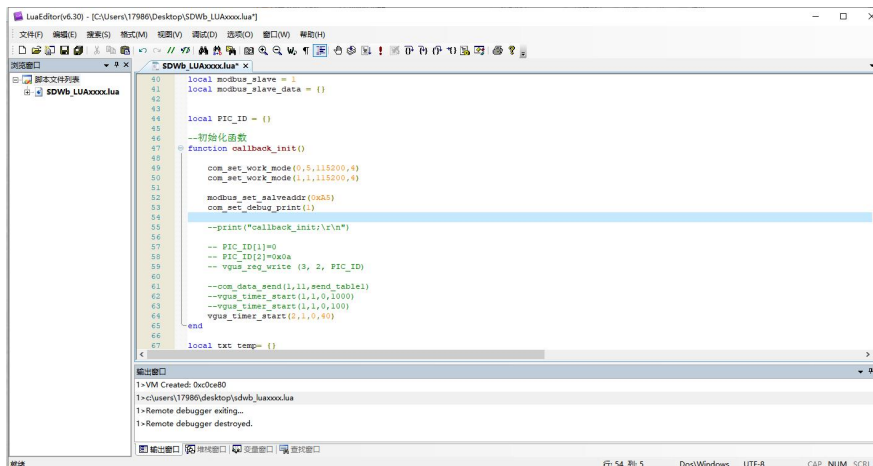 LuaEditor(v6.30) - [C:\Users\17986\Desktop\SDWb_LUAxxxx.lua*]
文件(F) 编辑(E) 搜索(S) 格式(M) 视图(V) 调试(D) 选项(O) 窗口(W) 帮助(H)
浏览窗口
SDWb_LUAxxxx.lua*
脚本文件列表
SDWb_LUAxxxx.lua
40 local modbus_slave = 1
41 local modbus_slave_data = {}
42
43
44 local PIC_ID = {}
45
46 --初始化函数
47 function callback_init()
48
49 com_set_work_mode(0,5,115200,4)
50 com_set_work_mode(1,1,115200,4)
51
52 modbus_set_salveaddr(0xA5)
53 com_set_debug_print(1)
54
55 --print("callback_init;\r\n")
56
57 -- PIC_ID[1]=0
58 -- PIC_ID[2]=0x0a
59 -- vgus_reg_write (3, 2, PIC_ID)
60
61 --com_data_send(1,11,send_table1)
62 --vgus_timer_start(1,1,0,1000)
63 --vgus_timer_start(1,1,0,100)
64 vgus_timer_start(2,1,0,40)
65 end
66
67 local txt_temp= {}
输出窗口
1>VM Created: 0xc0ce80
1>c:\users\17986\desktop\sdwb_luaxxxx.lua
1>Remote debugger exiting...
1>Remote debugger destroyed.
输出窗口 堆栈窗口 变量窗口 查找窗口
就绪 行: 54, 列: 5 Dos\Windows UTF-8 CAP NUM SCRL